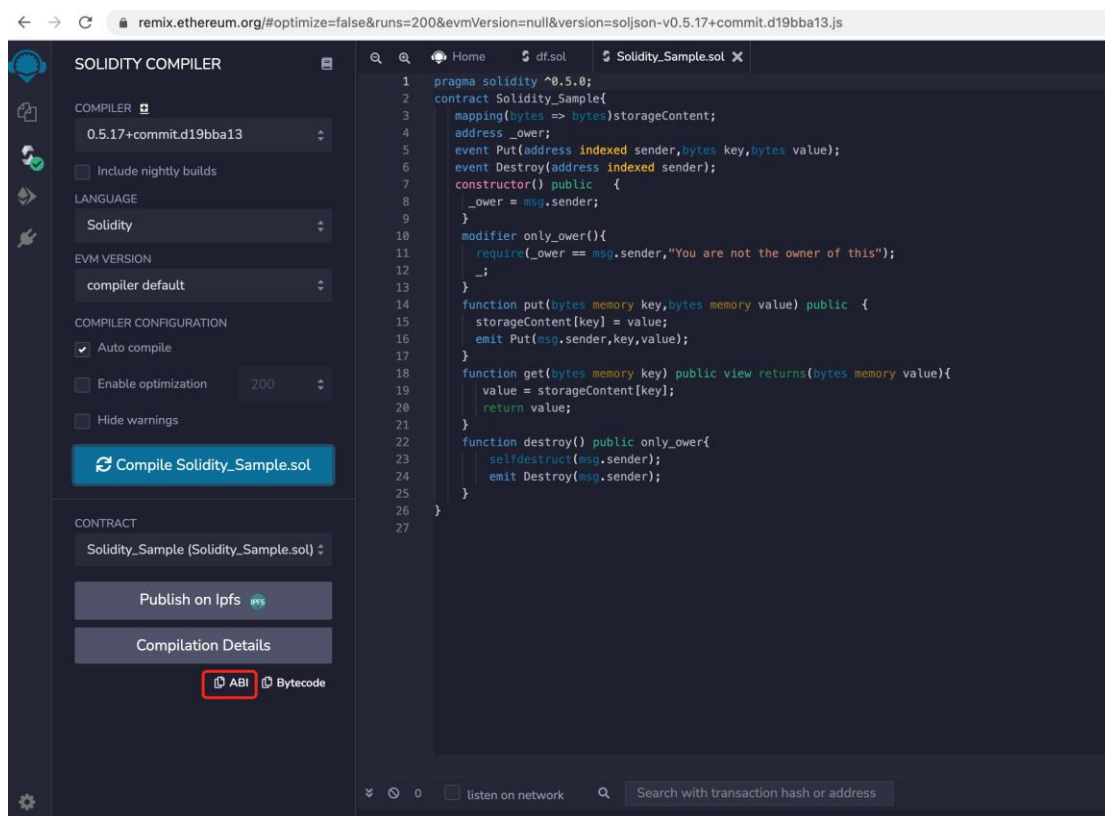 remix.ethereum.org/#optimize=false&runs=200&evmVersion=null&version=soljson-v0.5.17+commit.d19bba13.js
SOLIDITY COMPILER
COMPILER
0.5.17+commit.d19bba13
Include nightly builds
LANGUAGE
Solidity
EVM VERSION
compiler default
COMPILER CONFIGURATION
Auto compile
Enable optimization 200
Hide warnings
Compile Solidity_Sample.sol
CONTRACT
Solidity_Sample (Solidity_Sample.sol)
Publish on Ipfs IPFS
Compilation Details
ABI Bytecode
Home df.sol Solidity_Sample.sol
1 pragma solidity ^0.5.0;
2 contract Solidity_Sample{
3 mapping(bytes => bytes)storageContent;
4 address _ower;
5 event Put(address indexed sender,bytes key,bytes value);
6 event Destroy(address indexed sender);
7 constructor() public {
8 _ower = msg.sender;
9 }
10 modifier only_ower(){
11 require(_ower == msg.sender,"You are not the owner of this");
12 _;
13 }
14 function put(bytes memory key,bytes memory value) public {
15 storageContent[key] = value;
16 emit Put(msg.sender,key,value);
17 }
18 function get(bytes memory key) public view returns(bytes memory value){
19 value = storageContent[key];
20 return value;
21 }
22 function destroy() public only_ower{
23 selfdestruct(msg.sender);
24 emit Destroy(msg.sender);
25 }
26 }
27
0 listen on network Search with transaction hash or address